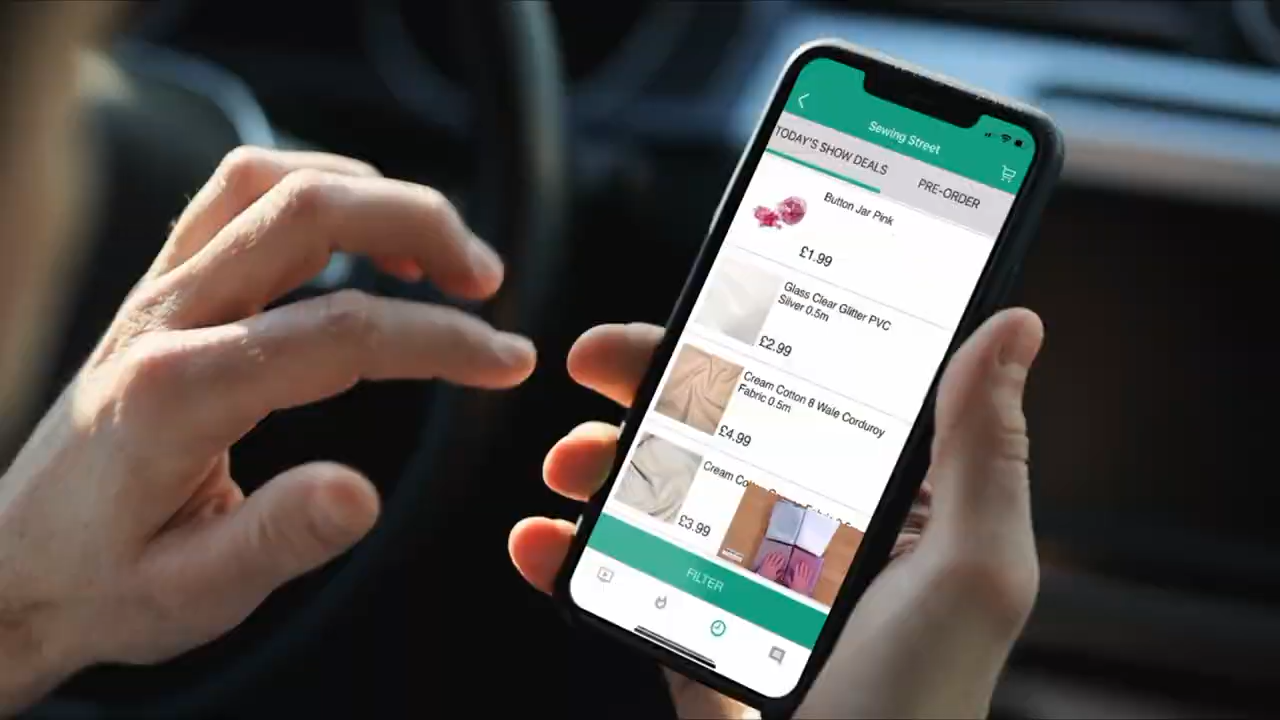 Sewing Street
TODAY'S SHOW DEALS
PRE-ORDER
Button Jar Pink
£1.99
Glass Clear Glitter PVC
Silver 0.5m
£2.99
Cream Cotton 8 Wale Corduroy
Fabric 0.5m
£4.99
Cream
£3.99
FILTER